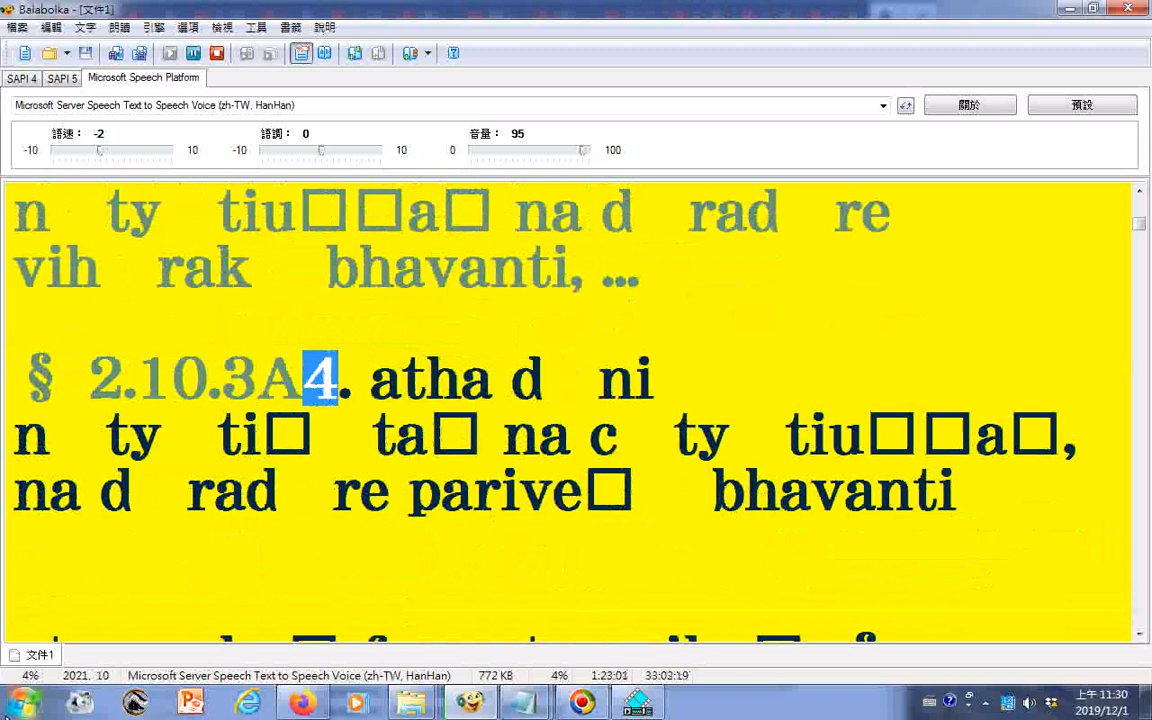 Balabolka - [文件1]
檔案 編輯 文字 朗讀 引擎 選項 檢視 工具 書籤 說明
SAPI 4 SAPI 5 Microsoft Speech Platform
Microsoft Server Speech Text to Speech Voice (zh-TW, HanHan)
關於 預設
語速： -2 語調： 0 音量： 95
-10 10 -10 10 0 100
n ty tiu□□a□ na d rad re
vih rak bhavanti, ...
§ 2.10.3A4. atha d ni
n ty ti□ ta□ na c ty tiu□□a□,
na d rad re parive□ bhavanti
文件1
4% 2021. 10 Microsoft Server Speech Text to Speech Voice (zh-TW, HanHan) 772 KB 4% 1:23:01 33:03:19
上午 11:30
2019/12/1